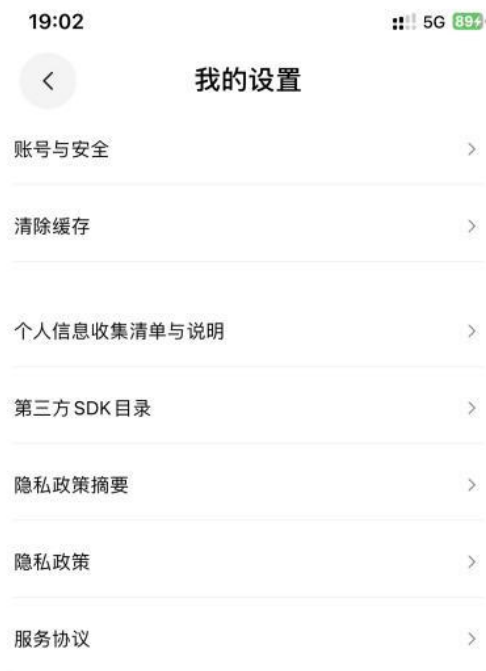 19:02 5G 89
我的设置
账号与安全
清除缓存
个人信息收集清单与说明
第三方SDK目录
隐私政策摘要
隐私政策
服务协议